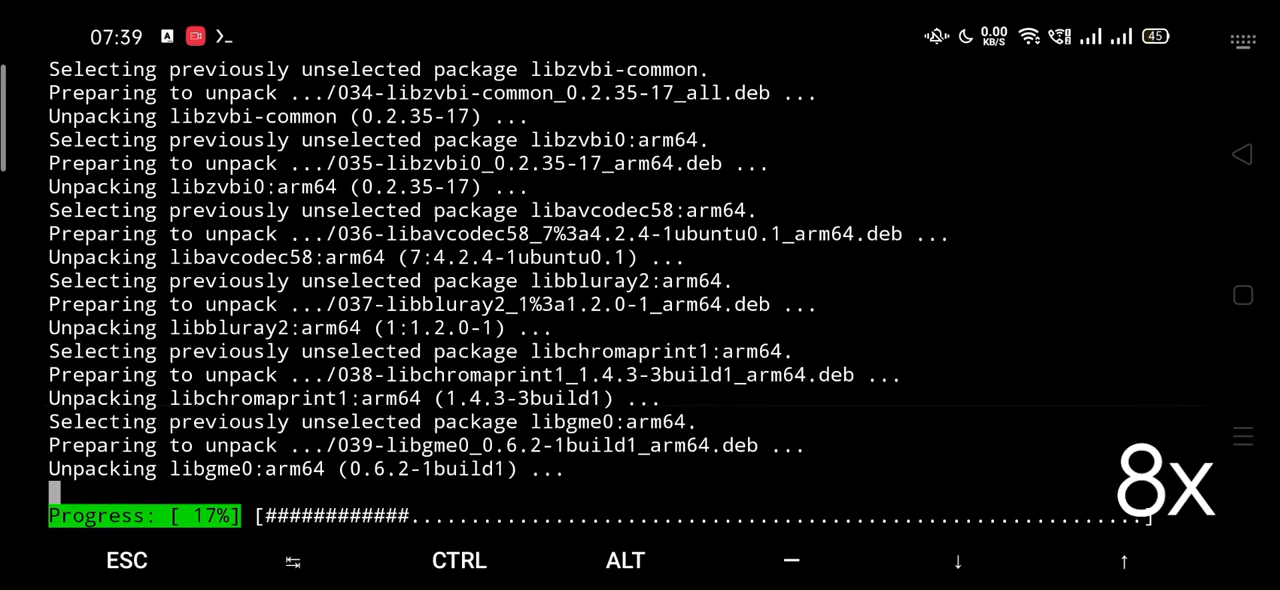 07:39 A >_ 0.00 KB/S 45
Selecting previously unselected package libzvbi-common.
Preparing to unpack .../034-libzvbi-common_0.2.35-17_all.deb ...
Unpacking libzvbi-common (0.2.35-17) ...
Selecting previously unselected package libzvbi0:arm64.
Preparing to unpack .../035-libzvbi0_0.2.35-17_arm64.deb ...
Unpacking libzvbi0:arm64 (0.2.35-17) ...
Selecting previously unselected package libavcodec58:arm64.
Preparing to unpack .../036-libavcodec58_7%3a4.2.4-1ubuntu0.1_arm64.deb ...
Unpacking libavcodec58:arm64 (7:4.2.4-1ubuntu0.1) ...
Selecting previously unselected package libbluray2:arm64.
Preparing to unpack .../037-libbluray2_1%3a1.2.0-1_arm64.deb ...
Unpacking libbluray2:arm64 (1:1.2.0-1) ...
Selecting previously unselected package libchromaprint1:arm64.
Preparing to unpack .../038-libchromaprint1_1.4.3-3build1_arm64.deb ...
Unpacking libchromaprint1:arm64 (1.4.3-3build1) ...
Selecting previously unselected package libgme0:arm64.
Preparing to unpack .../039-libgme0_0.6.2-1build1_arm64.deb ...
Unpacking libgme0:arm64 (0.6.2-1build1) ...
8x
Progress: [ 17%] [############..............................................................]
ESC ↹ CTRL ALT — ↓ ↑